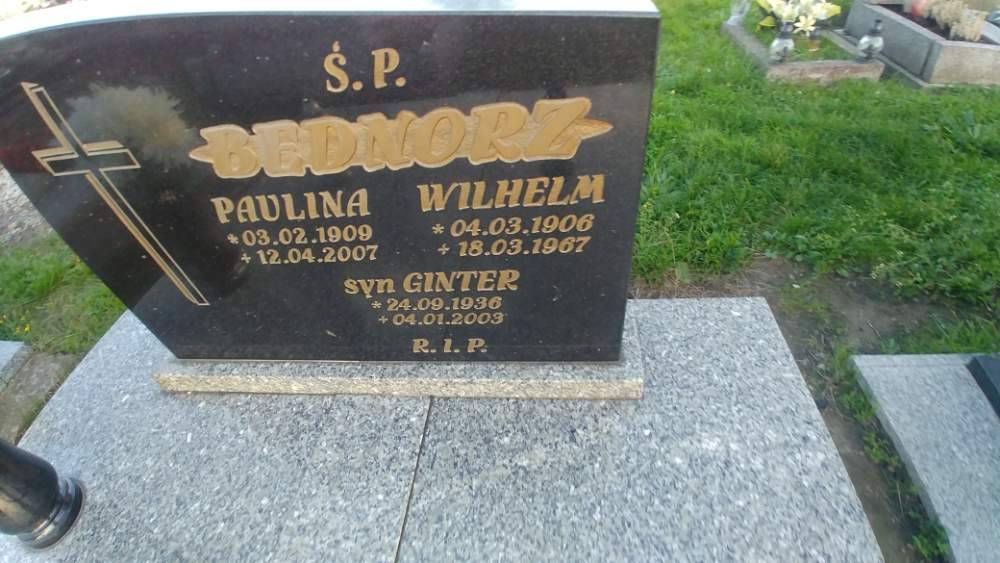 Ś. P.
BEDNORZ
PAULINA WILHELM
* 03.02.1909 * 04.03.1906
+ 12.04.2007 + 18.03.1967
syn GINTER
* 24.09.1936
+ 04.01.2003
R. I. P.